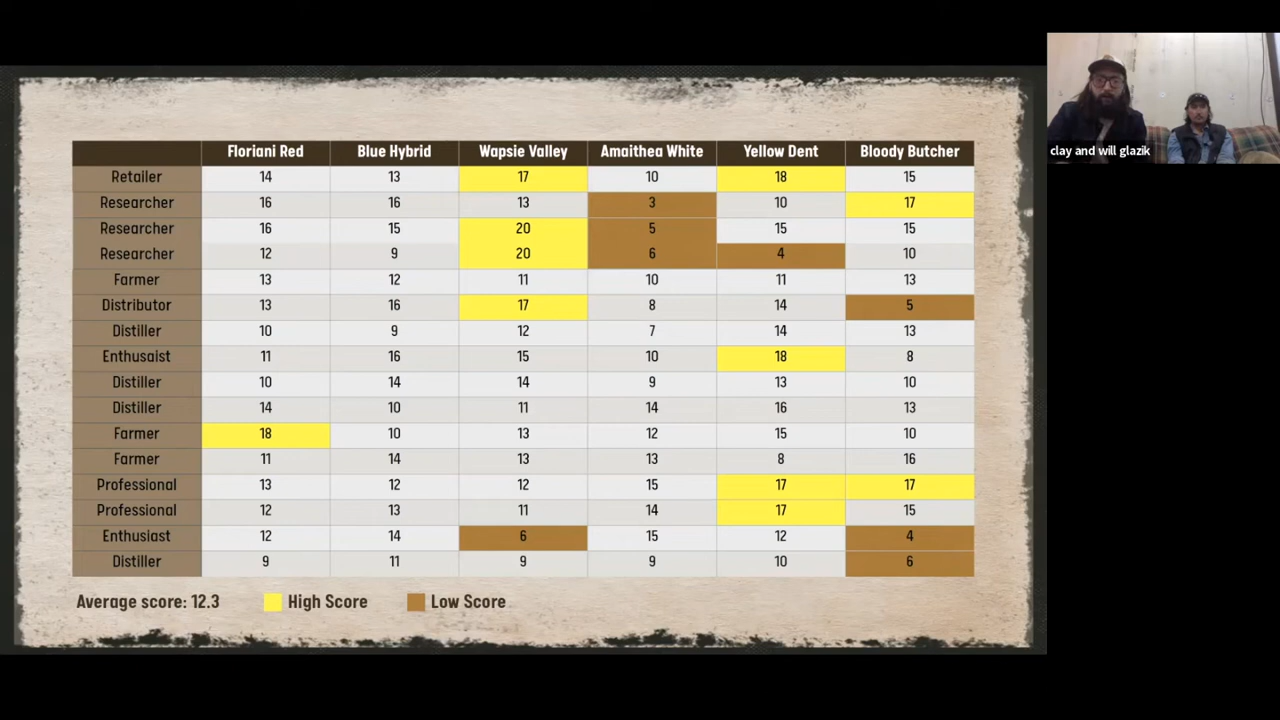 Floriani Red Blue Hybrid Wapsie Valley Amaithea White Yellow Dent Bloody Butcher
Retailer 14 13 17 10 18 15
Researcher 16 16 13 3 10 17
Researcher 16 15 20 5 15 15
Researcher 12 9 20 6 4 10
Farmer 13 12 11 10 11 13
Distributor 13 16 17 8 14 5
Distiller 10 9 12 7 14 13
Enthusaist 11 16 15 10 18 8
Distiller 10 14 14 9 13 10
Distiller 14 10 11 14 16 13
Farmer 18 10 13 12 15 10
Farmer 11 14 13 13 8 16
Professional 13 12 12 15 17 17
Professional 12 13 11 14 17 15
Enthusiast 12 14 6 15 12 4
Distiller 9 11 9 9 10 6
Average score: 12.3 High Score Low Score
clay and will glazik